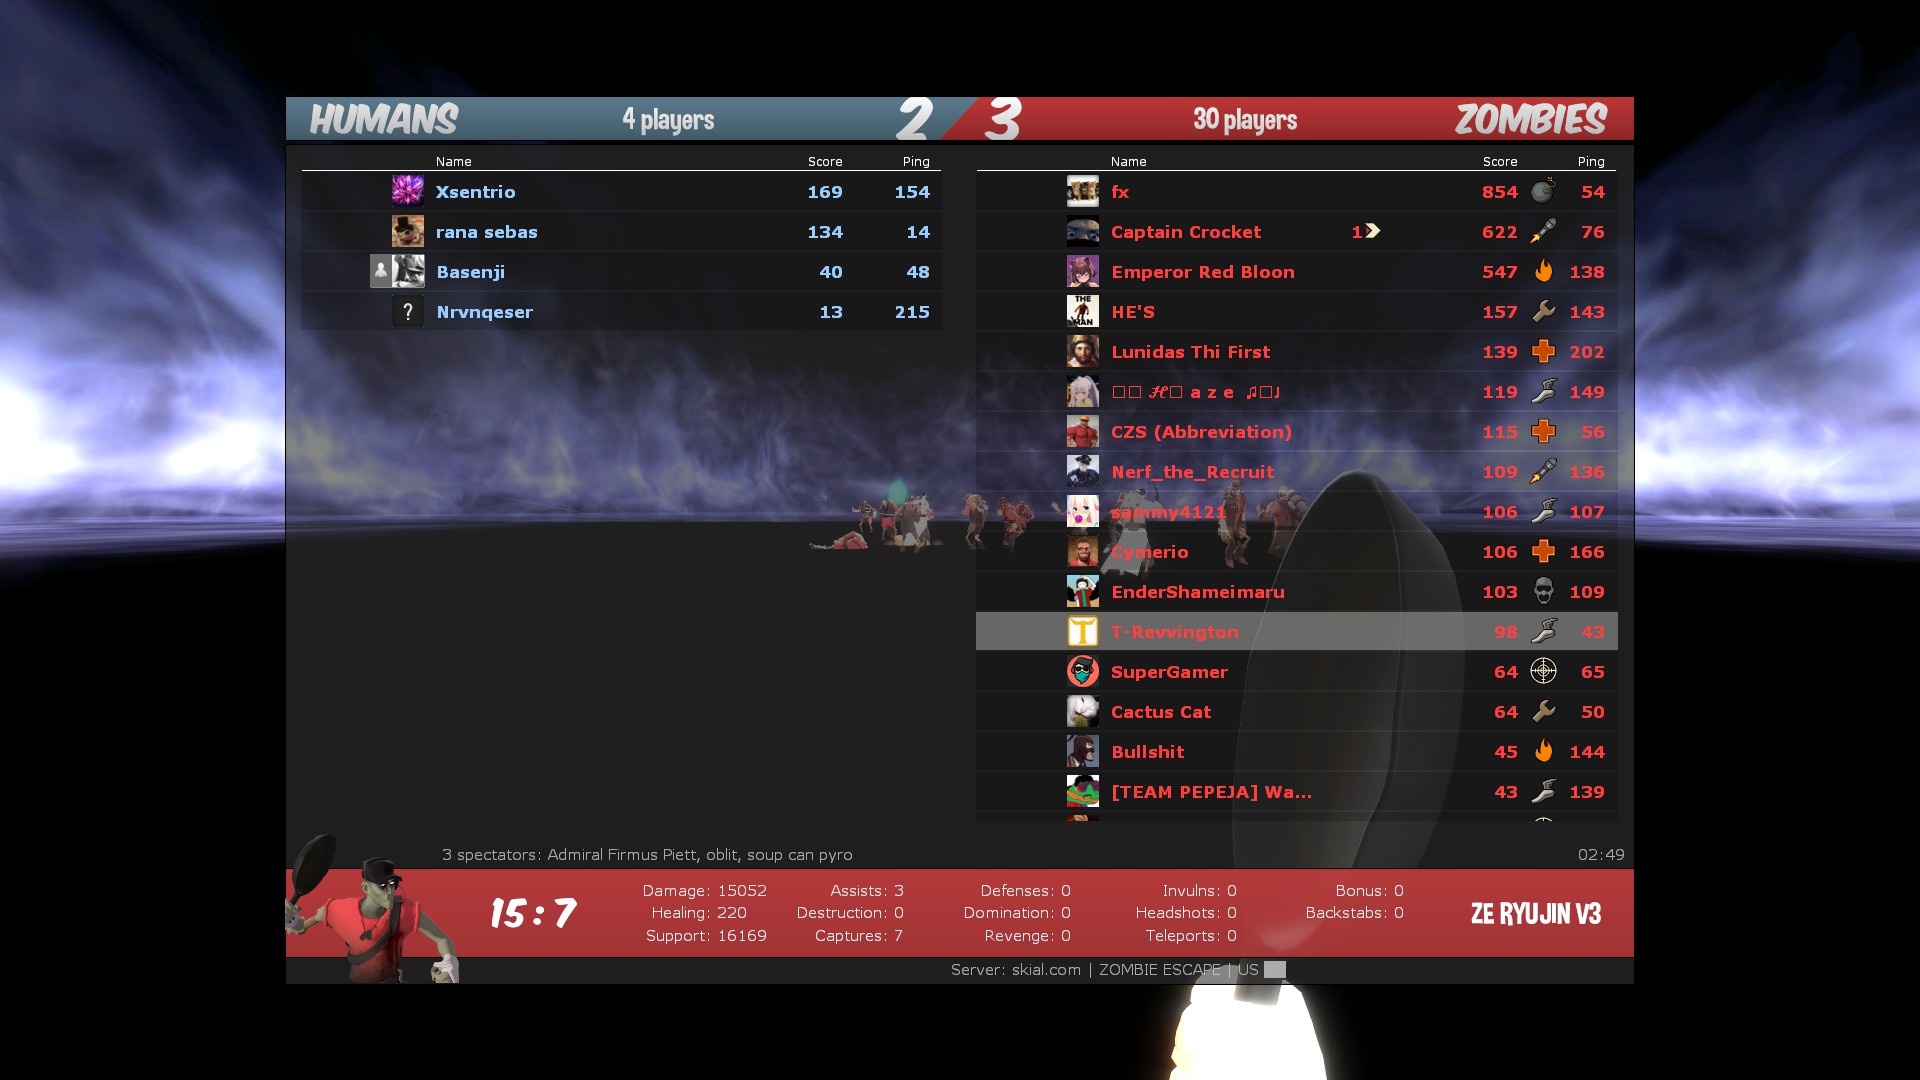 HUMANS 4 players 2 3 30 players ZOMBIES
Name Score Ping
Xsentrio 169 154
rana sebas 134 14
Basenji 40 48
? Nrvnqeser 13 215
Name Score Ping
fx 854 54
Captain Crocket 1 622 76
Emperor Red Bloon 547 138
THE MAN HE'S 157 143
Lunidas Thi First 139 202
□□ ℋ□ a z e ♫□♩ 119 149
CZS (Abbreviation) 115 56
Nerf_the_Recruit 109 136
sammy4121 106 107
Cymerio 106 166
EnderShameimaru 103 109
T T-Revvington 98 43
SuperGamer 64 65
Cactus Cat 64 50
Bullshit 45 144
[TEAM PEPEJA] Wa... 43 139
3 spectators: Admiral Firmus Piett, oblit, soup can pyro 02:49
15:7
Damage: 15052 Assists: 3 Defenses: 0 Invulns: 0 Bonus: 0
Healing: 220 Destruction: 0 Domination: 0 Headshots: 0 Backstabs: 0
Support: 16169 Captures: 7 Revenge: 0 Teleports: 0
ZE RYUJIN V3
Server: skial.com | ZOMBIE ESCAPE | US